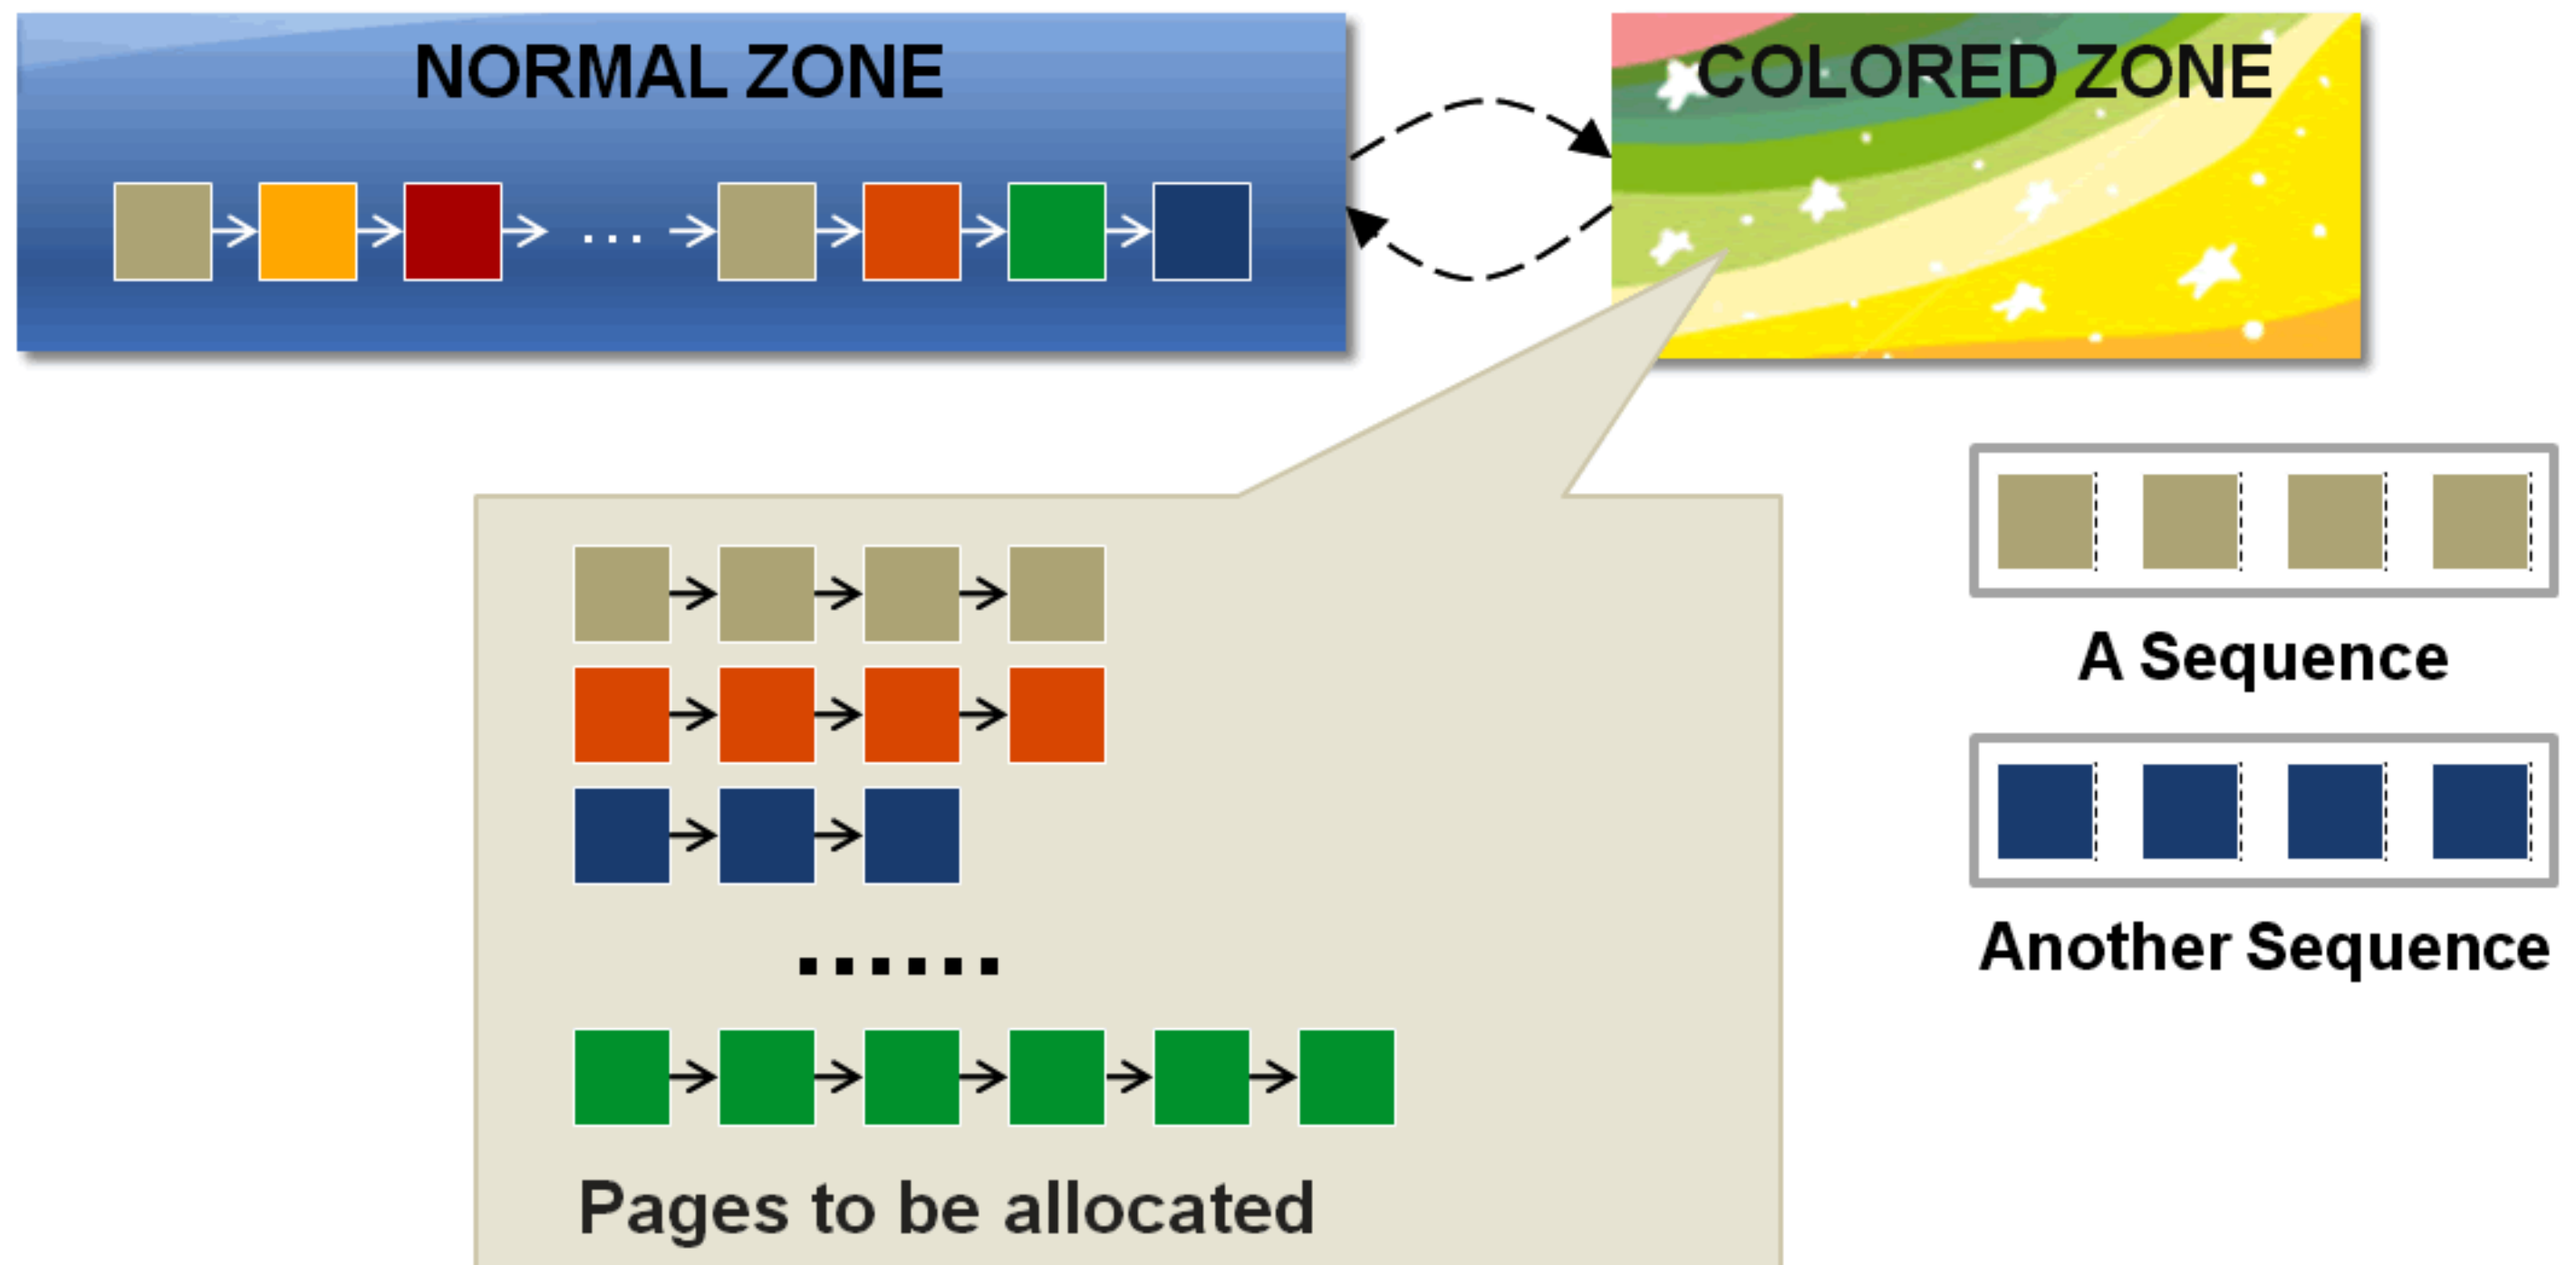 NORMAL ZONE
COLORED ZONE
...
A Sequence
Another Sequence
......
Pages to be allocated